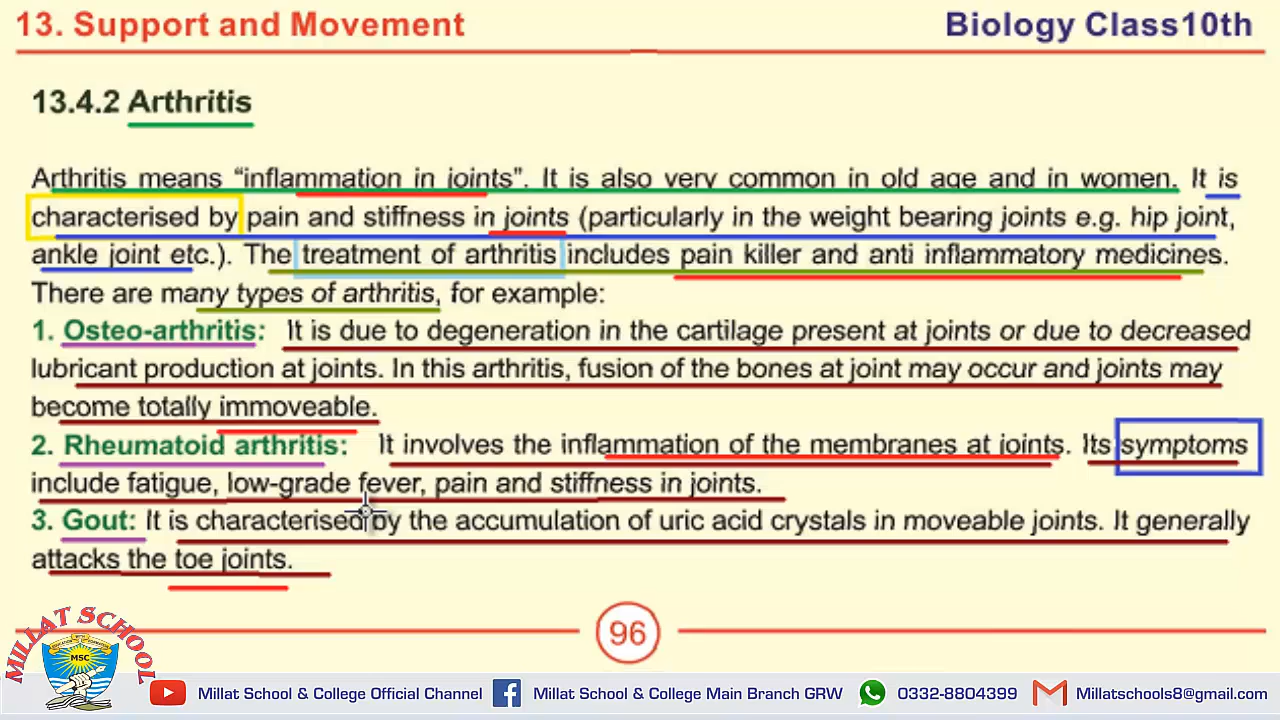 13. Support and Movement
Biology Class10th
13.4.2 Arthritis
Arthritis means “inflammation in joints”. It is also very common in old age and in women. It is
characterised by pain and stiffness in joints (particularly in the weight bearing joints e.g. hip joint,
ankle joint etc.). The treatment of arthritis includes pain killer and anti inflammatory medicines.
There are many types of arthritis, for example:
1. Osteo-arthritis: It is due to degeneration in the cartilage present at joints or due to decreased
lubricant production at joints. In this arthritis, fusion of the bones at joint may occur and joints may
become totally immoveable.
2. Rheumatoid arthritis: It involves the inflammation of the membranes at joints. Its symptoms
include fatigue, low-grade fever, pain and stiffness in joints.
3. Gout: It is characterised by the accumulation of uric acid crystals in moveable joints. It generally
attacks the toe joints.
96
MILLAT SCHOOL
MSC
Millat School & College Official Channel
Millat School & College Main Branch GRW
0332-8804399
Millatschools8@gmail.com